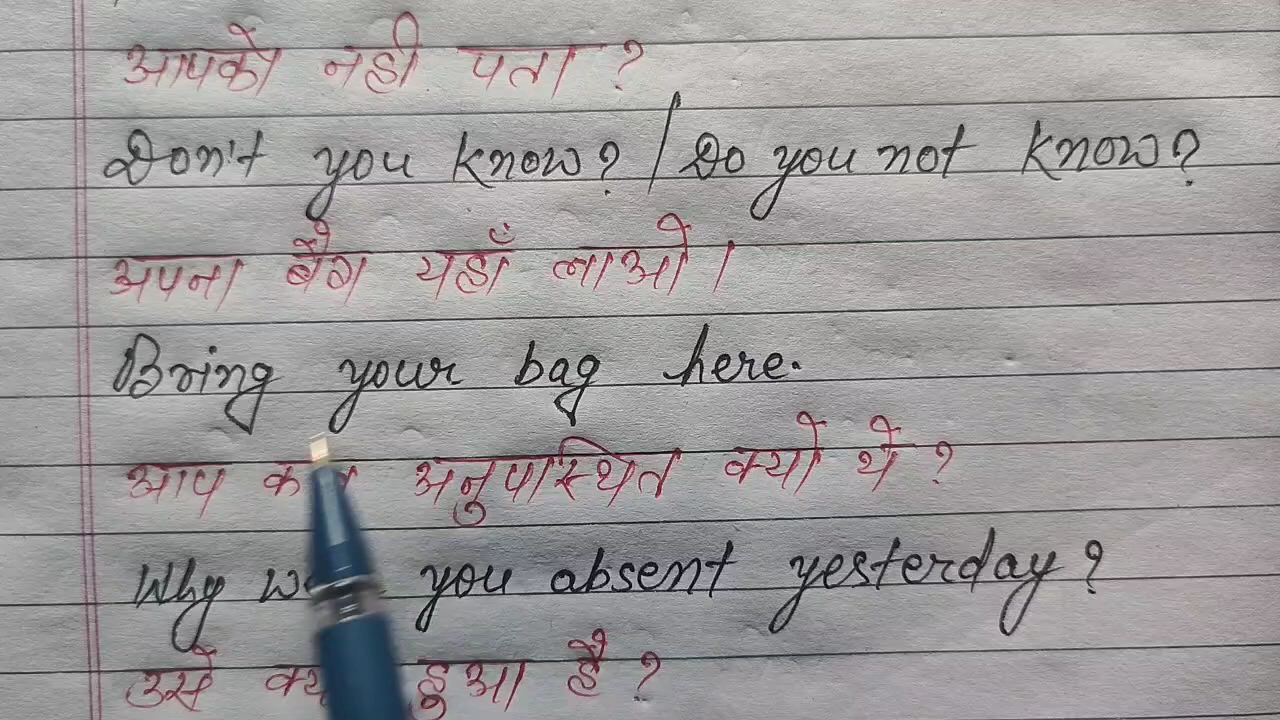 आपको नही पता ?
Don't you know? / Do you not know?
अपना बैग यहाँ लाओ ।
Bring your bag here.
आप अनुपस्थित क्यों थे ?
Why you absent yesterday ?
उसे हुआ है ?